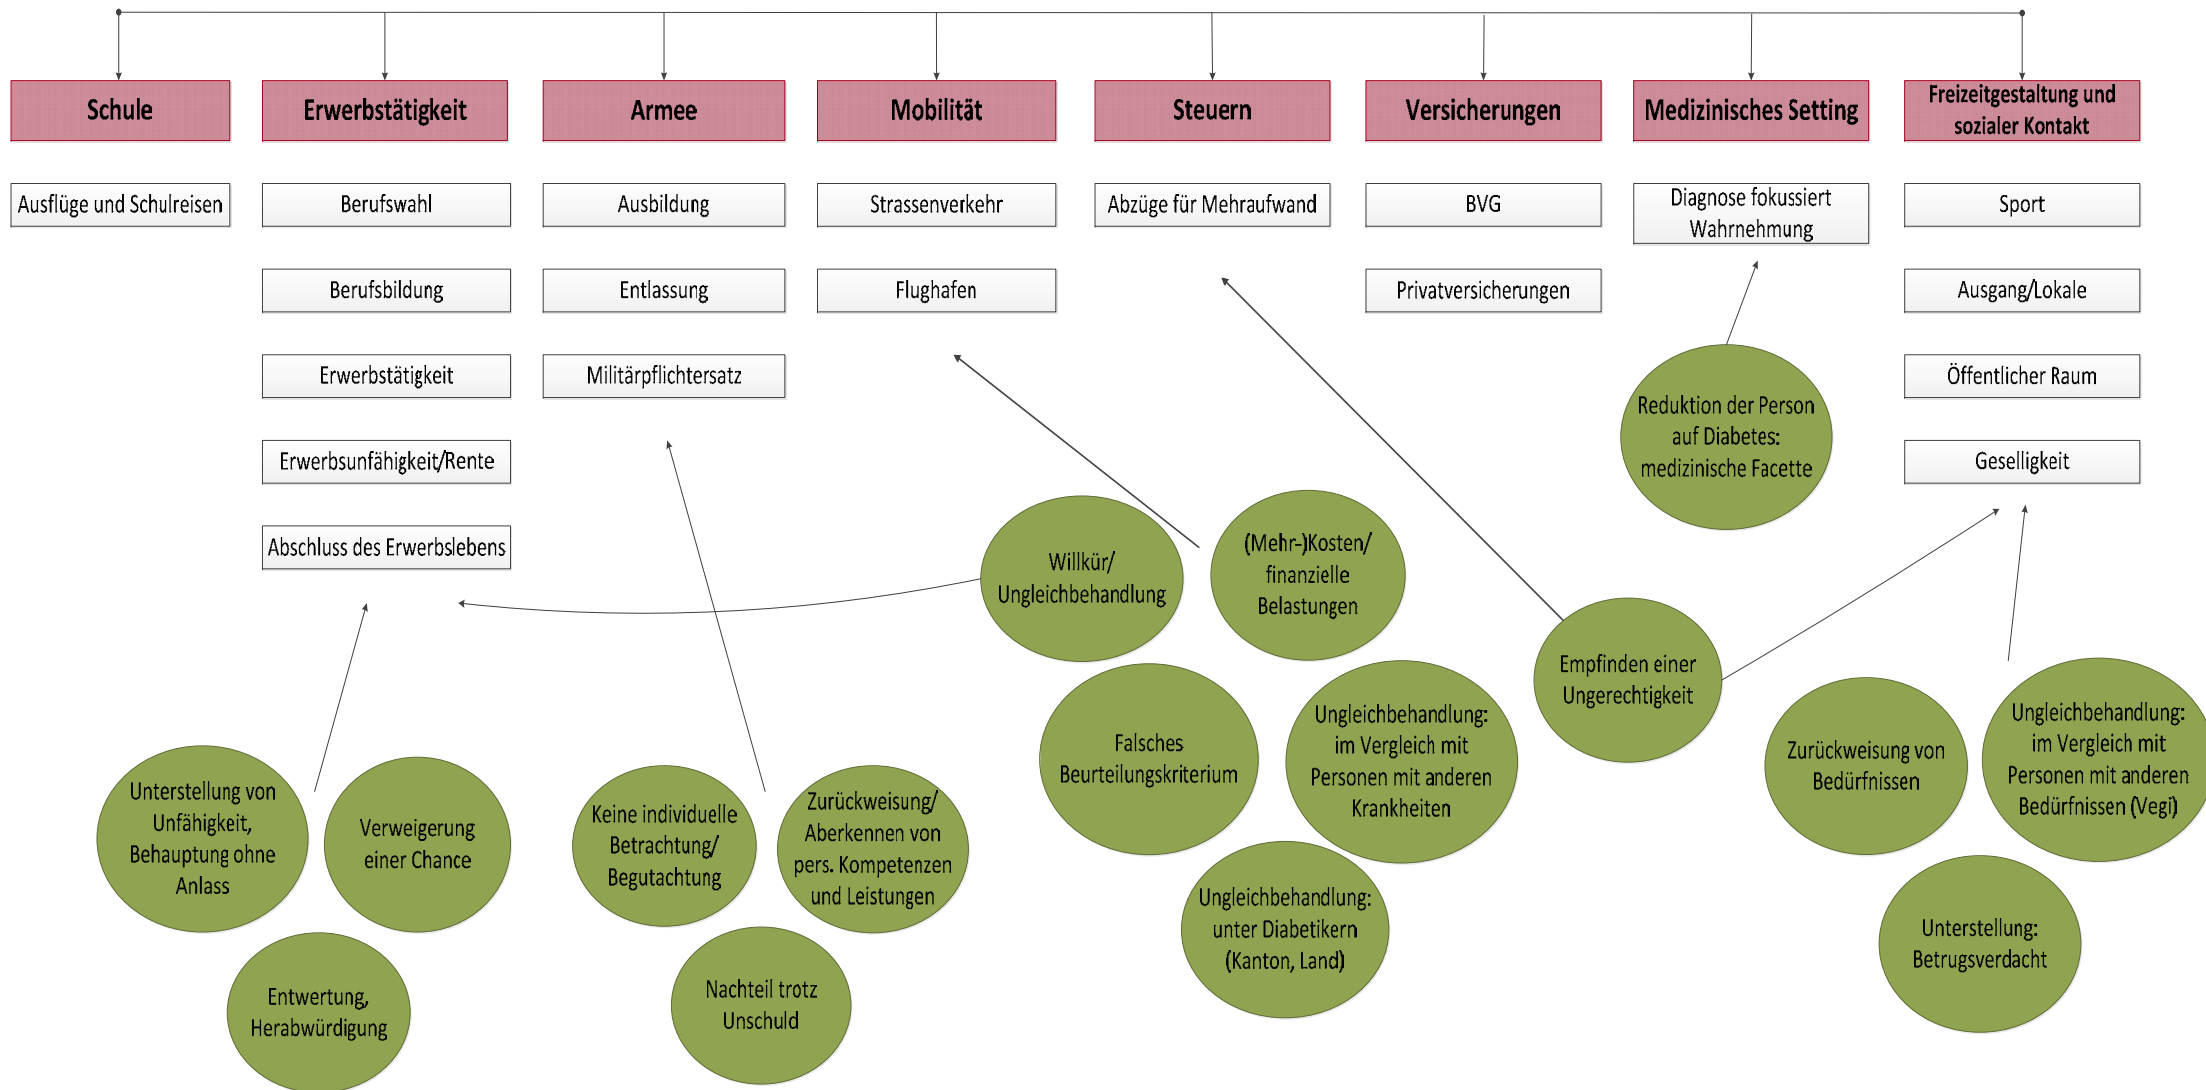 Schule
Erwerbstätigkeit
Armee
Mobilität
Steuern
Versicherungen
Medizinisches Setting
Freizeitgestaltung und
sozialer Kontakt
Ausflüge und Schulreisen
Berufswahl
Ausbildung
Strassenverkehr
Abzüge für Mehraufwand
BVG
Diagnose fokussiert
Wahrnehmung
Sport
Berufsbildung
Entlassung
Flughafen
Privatversicherungen
Ausgang/Lokale
Erwerbstätigkeit
Militärpflichtersatz
Öffentlicher Raum
Reduktion der Person
auf Diabetes:
medizinische Facette
Erwerbsunfähigkeit/Rente
Geselligkeit
Abschluss des Erwerbslebens
Willkür/
Ungleichbehandlung
(Mehr-)Kosten/
finanzielle
Belastungen
Empfinden einer
Ungerechtigkeit
Falsches
Beurteilungskriterium
Ungleichbehandlung:
im Vergleich mit
Personen mit anderen
Krankheiten
Zurückweisung von
Bedürfnissen
Ungleichbehandlung:
im Vergleich mit
Personen mit anderen
Bedürfnissen (Vegi)
Unterstellung von
Unfähigkeit,
Behauptung ohne
Anlass
Verweigerung
einer Chance
Keine individuelle
Betrachtung/
Begutachtung
Zurückweisung/
Aberkennen von
pers. Kompetenzen
und Leistungen
Ungleichbehandlung:
unter Diabetikern
(Kanton, Land)
Unterstellung:
Betrugsverdacht
Entwertung,
Herabwürdigung
Nachteil trotz
Unschuld